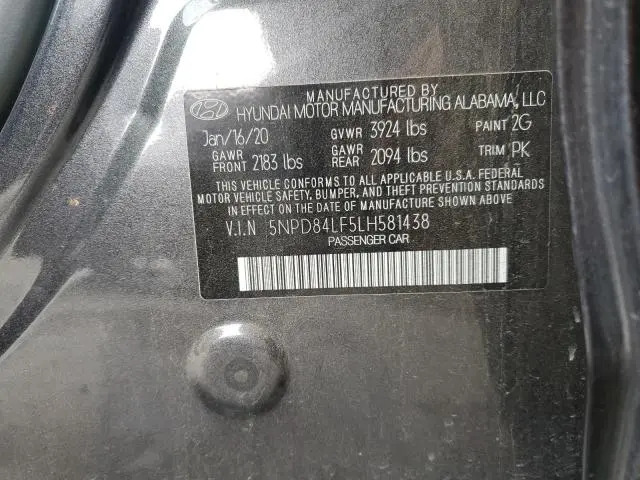 MANUFACTURED BY
HYUNDAI MOTOR MANUFACTURING ALABAMA, LLC
Jan/16/20 GVWR 3924 lbs PAINT 2G
GAWR FRONT 2183 lbs GAWR REAR 2094 lbs TRIM PK
THIS VEHICLE CONFORMS TO ALL APPLICABLE U.S.A. FEDERAL
MOTOR VEHICLE SAFETY, BUMPER, AND THEFT PREVENTION STANDARDS
IN EFFECT ON THE DATE OF MANUFACTURE SHOWN ABOVE
V.I.N 5NPD84LF5LH581438
PASSENGER CAR